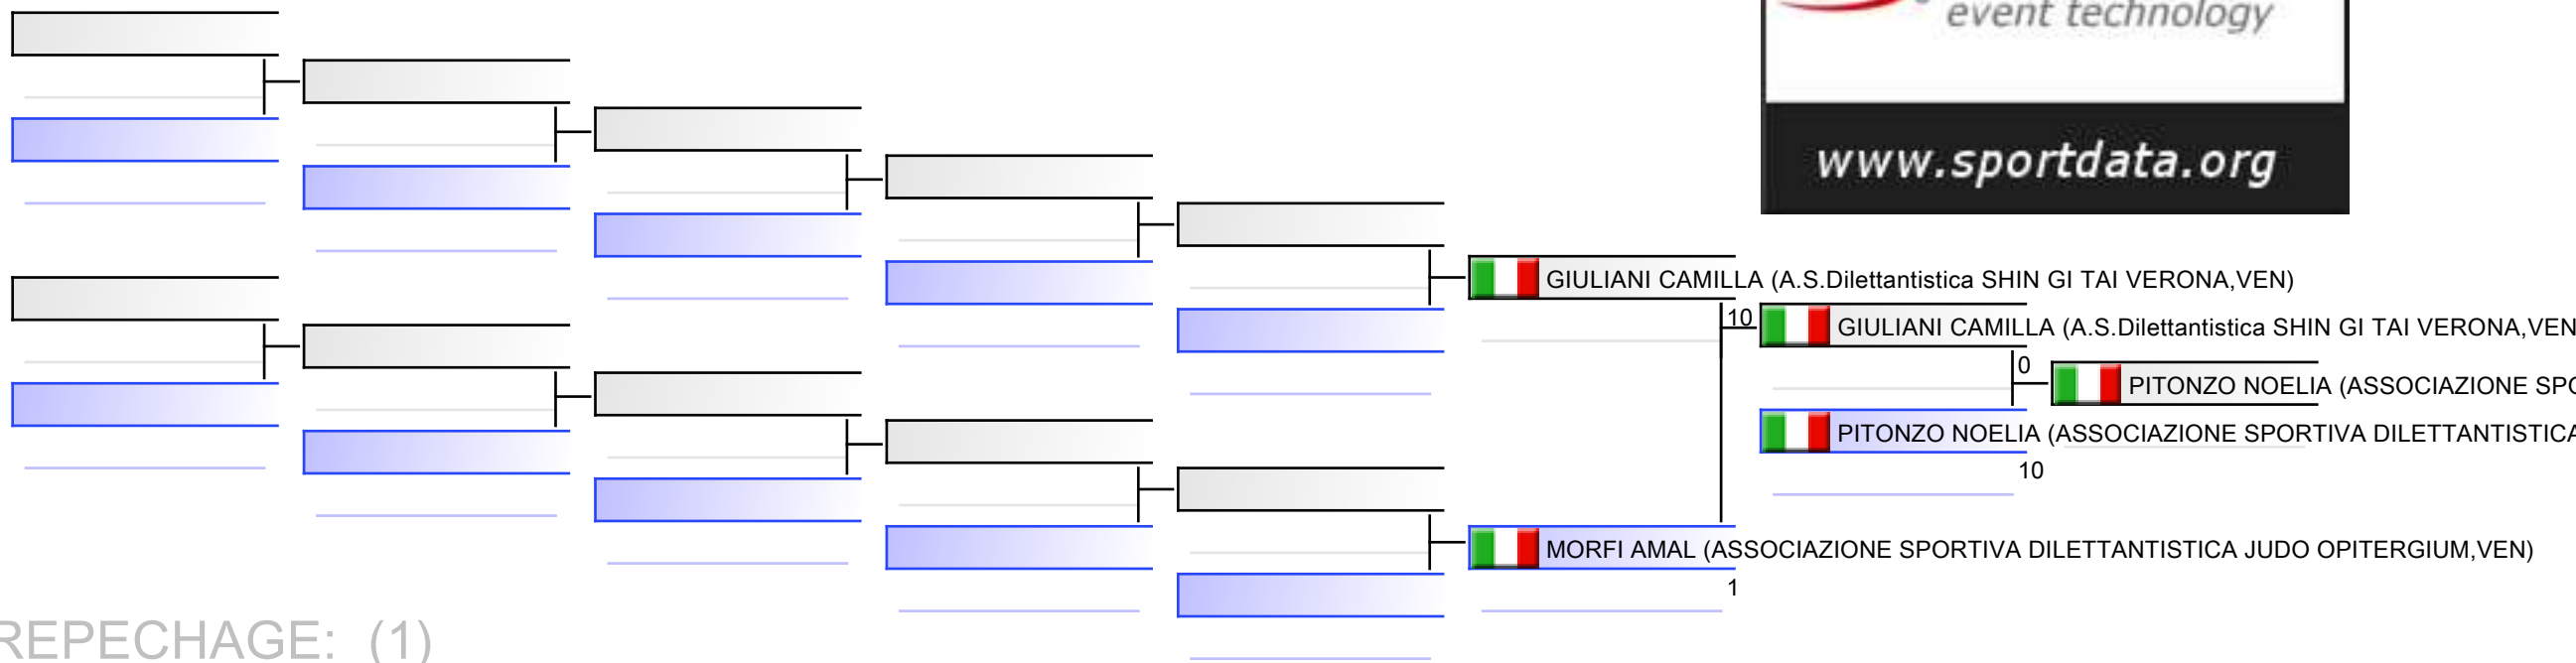 event technology
www.sportdata.org
GIULIANI CAMILLA (A.S.Dilettantistica SHIN GI TAI VERONA,VEN)
10
GIULIANI CAMILLA (A.S.Dilettantistica SHIN GI TAI VERONA,VEN
0
PITONZO NOELIA (ASSOCIAZIONE SPO
PITONZO NOELIA (ASSOCIAZIONE SPORTIVA DILETTANTISTICA
10
MORFI AMAL (ASSOCIAZIONE SPORTIVA DILETTANTISTICA JUDO OPITERGIUM,VEN)
1
REPECHAGE: (1)